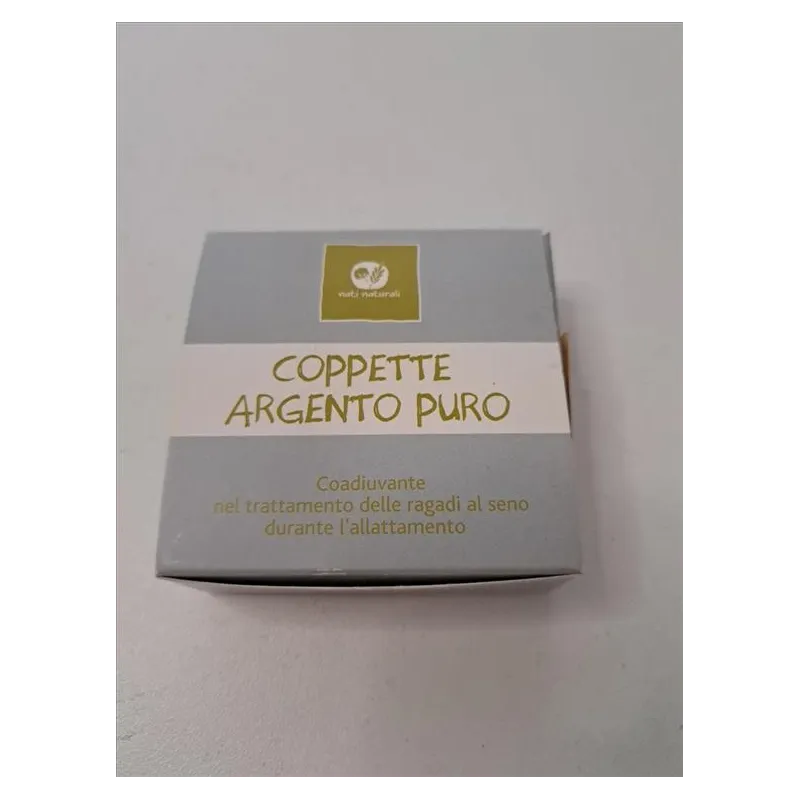 nati naturali
COPPETTE
ARGENTO PURO
Coadiuvante
nel trattamento delle ragadi al seno
durante l'allattamento